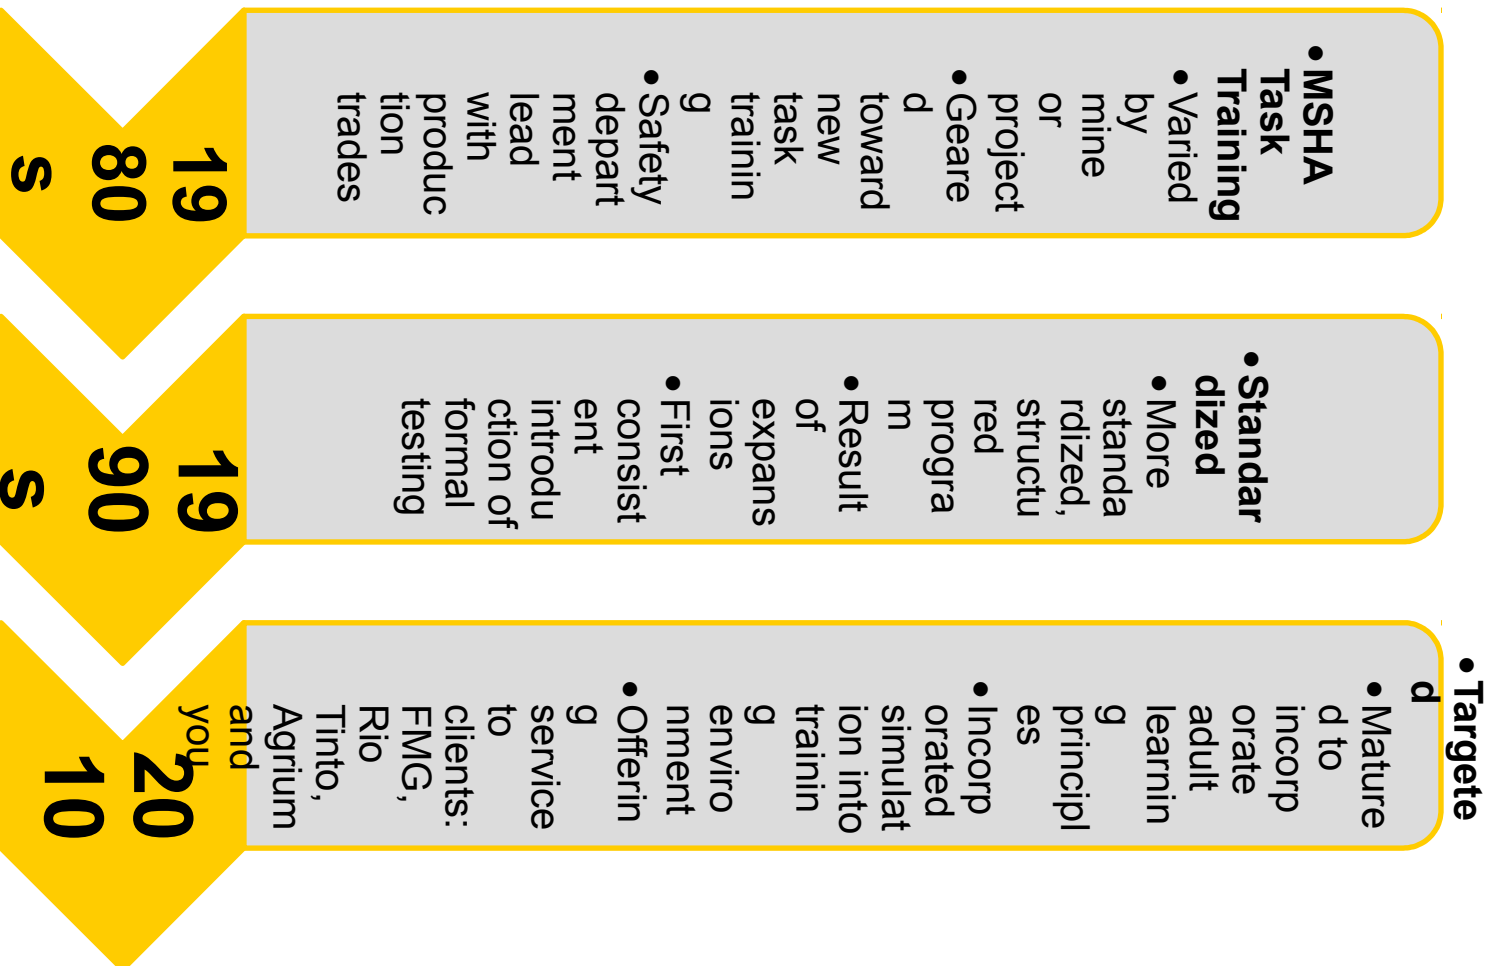 19
80
s
•MSHA
Task
Training
•Varied
by
mine
or
project
•Geare
d
toward
new
task
trainin
g
•Safety
depart
ment
lead
with
produc
tion
trades
19
90
s
•Standar
dized
•More
standa
rdized,
structu
red
progra
m
•Result
of
expans
ions
•First
consist
ent
introdu
ction of
formal
testing
20
10
•Targete
d
•Mature
d to
incorp
orate
adult
learnin
g
principl
es
•Incorp
orated
simulat
ion into
trainin
g
enviro
nment
•Offerin
g
service
to
clients:
FMG,
Rio
Tinto,
Agrium
and
you